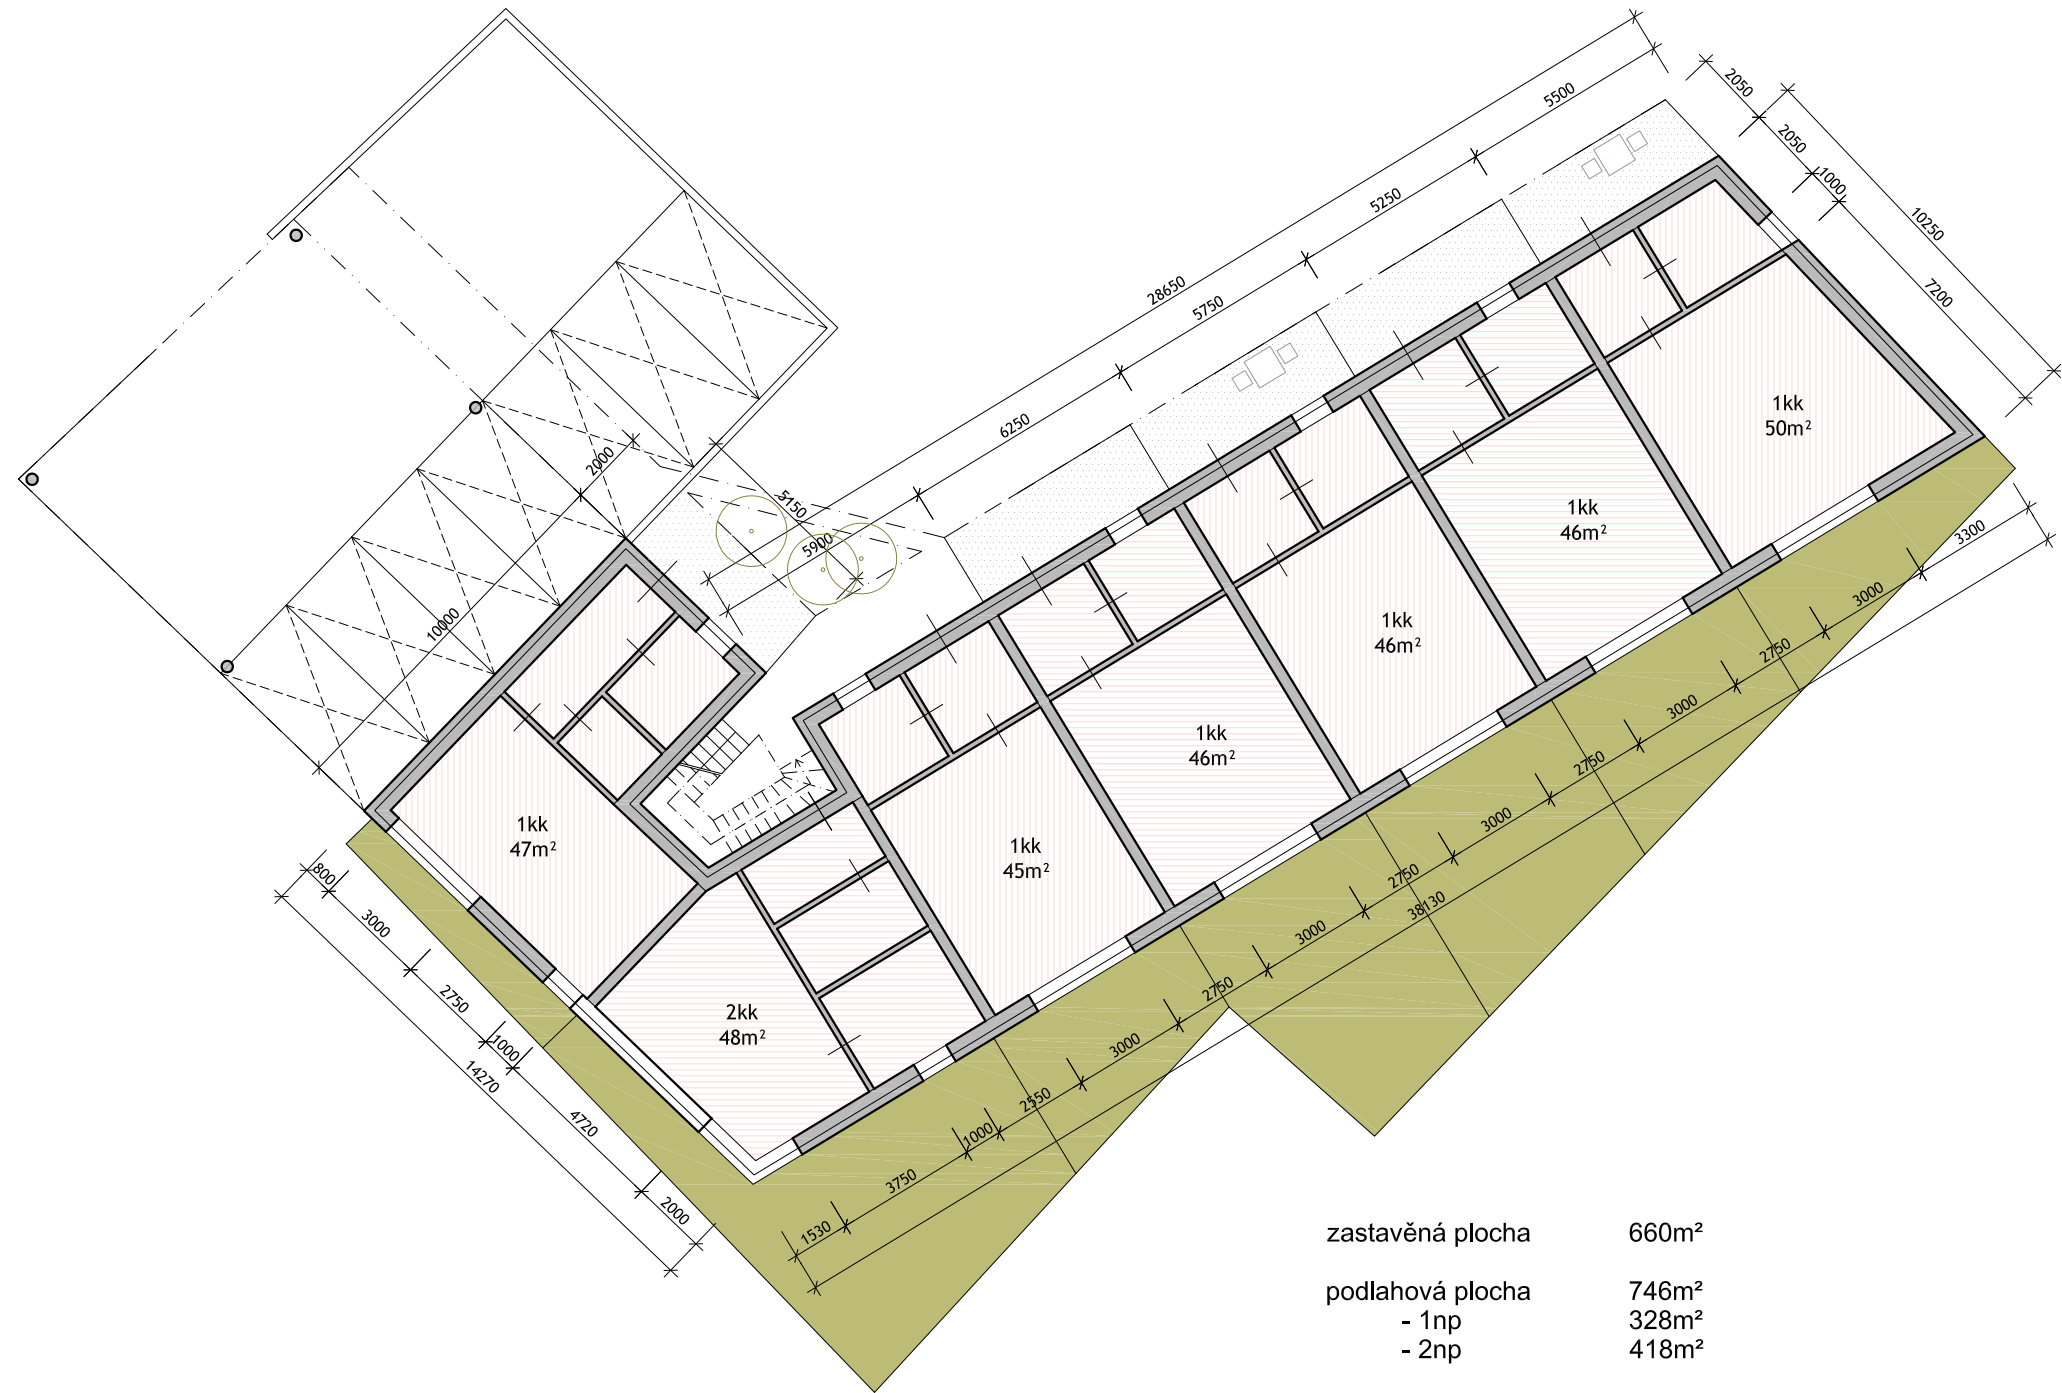 5500
5250
28650
5750
6250
2050
2050
1000
10250
7200
2000
5150
5900
10000
1kk
50m²
1kk
46m²
1kk
46m²
1kk
46m²
1kk
45m²
1kk
47m²
2kk
48m²
800
3000
2750
1000
14270
4720
2000
3300
3000
2750
3000
2750
3000
2750
38130
3000
2750
3000
2550
1000
3750
1530
zastavěná plocha 660m²
podlahová plocha 746m²
- 1np 328m²
- 2np 418m²